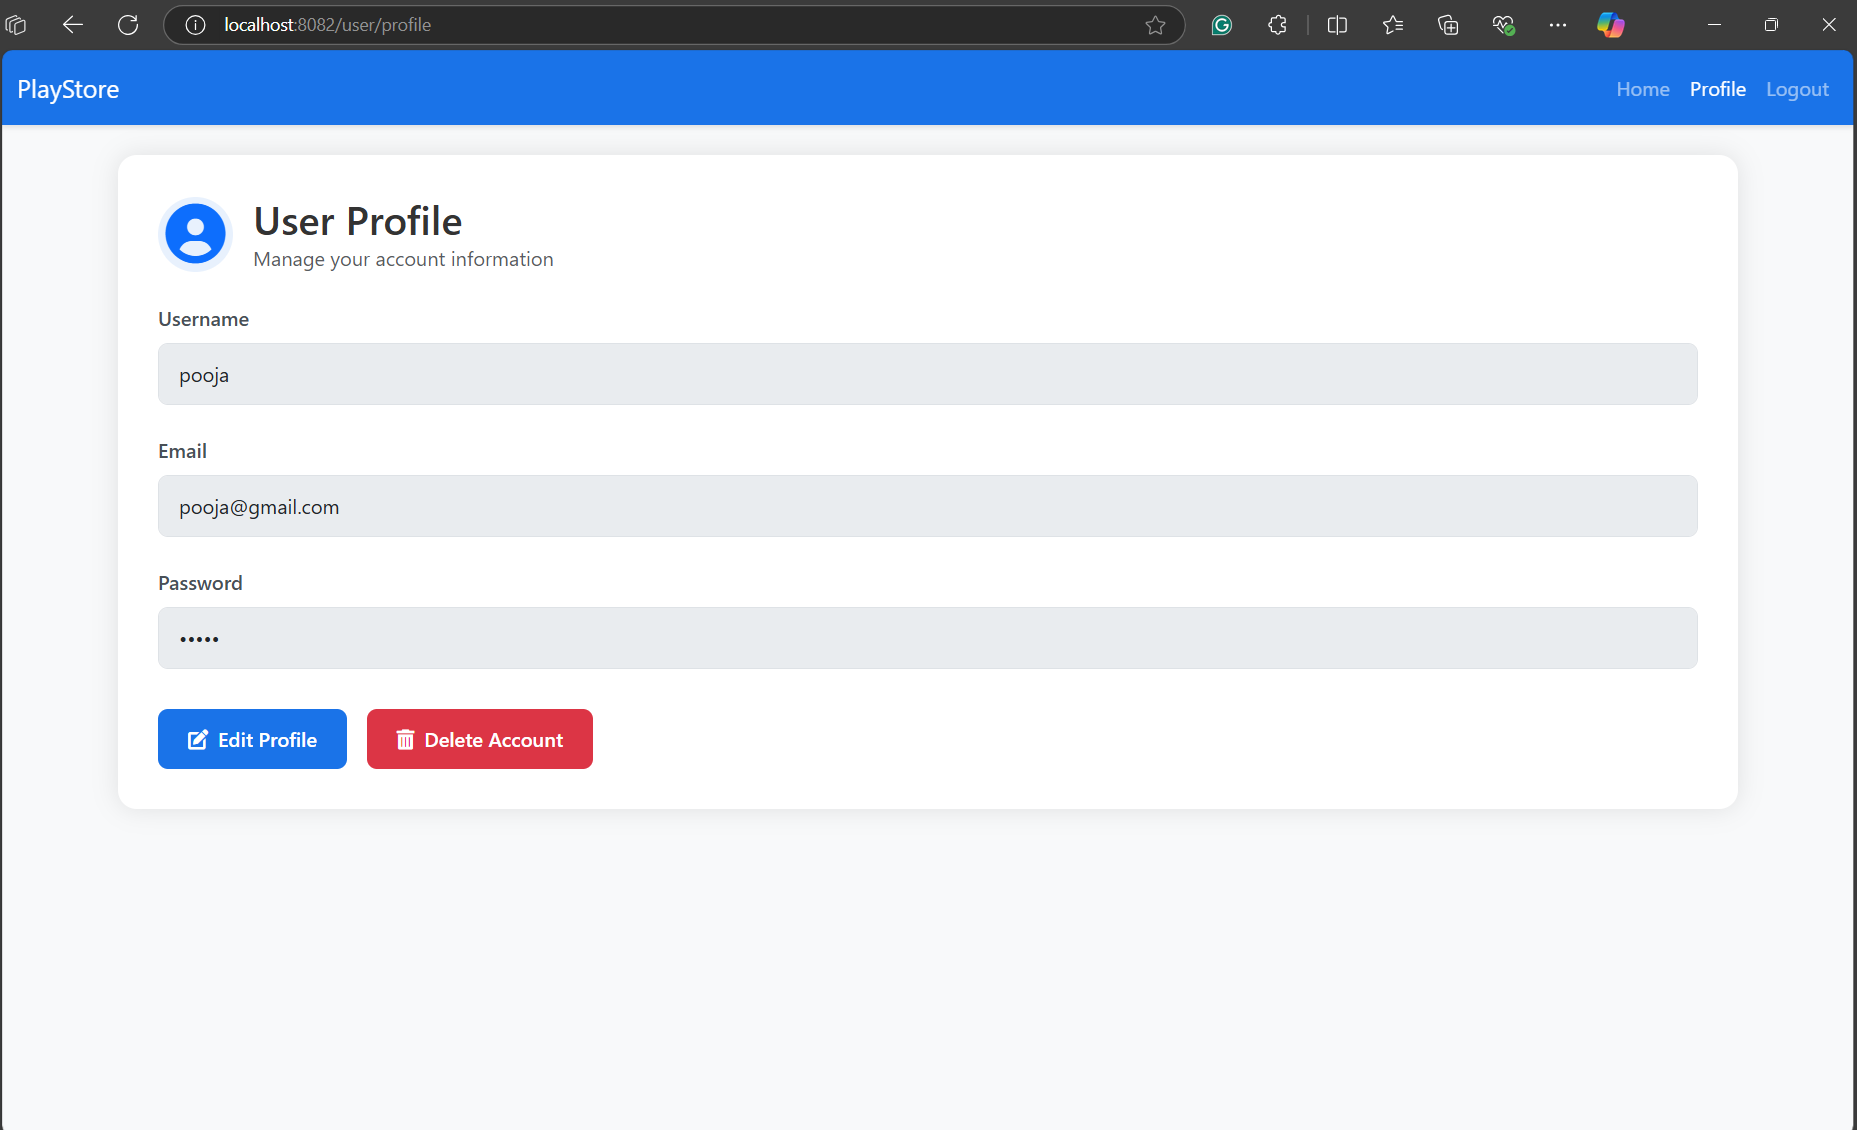 localhost:8082/user/profile
PlayStore
Home Profile Logout
User Profile
Manage your account information
Username
pooja
Email
pooja@gmail.com
Password
•••••
Edit Profile Delete Account